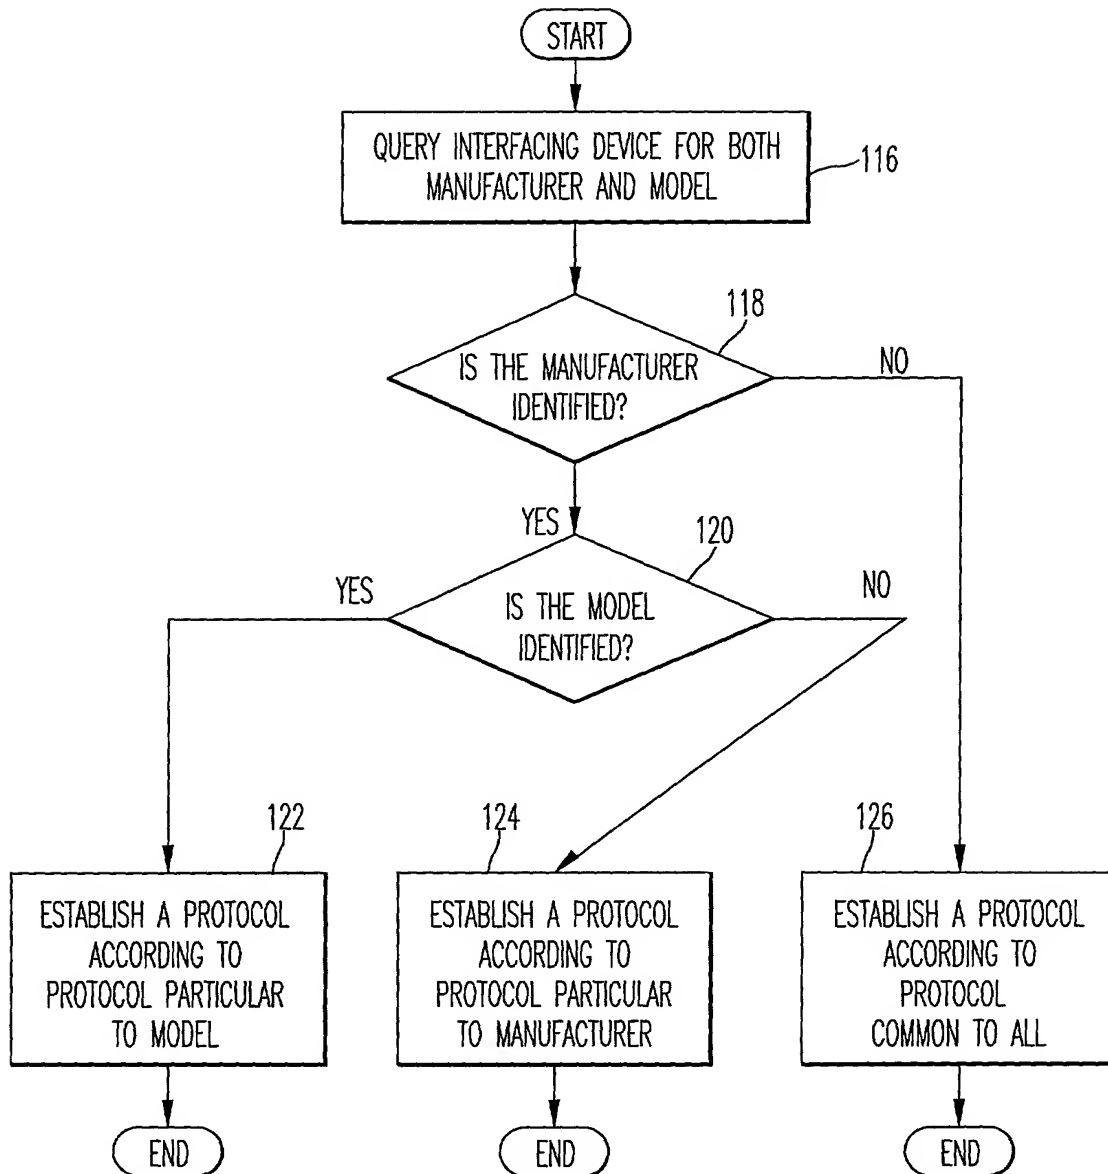 START
QUERY INTERFACING DEVICE FOR BOTH
MANUFACTURER AND MODEL
116
118
IS THE MANUFACTURER
IDENTIFIED?
NO
YES
120
YES
NO
IS THE MODEL
IDENTIFIED?
122
124
126
ESTABLISH A PROTOCOL
ACCORDING TO
PROTOCOL PARTICULAR
TO MODEL
ESTABLISH A PROTOCOL
ACCORDING TO
PROTOCOL PARTICULAR
TO MANUFACTURER
ESTABLISH A PROTOCOL
ACCORDING TO
PROTOCOL
COMMON TO ALL
END
END
END